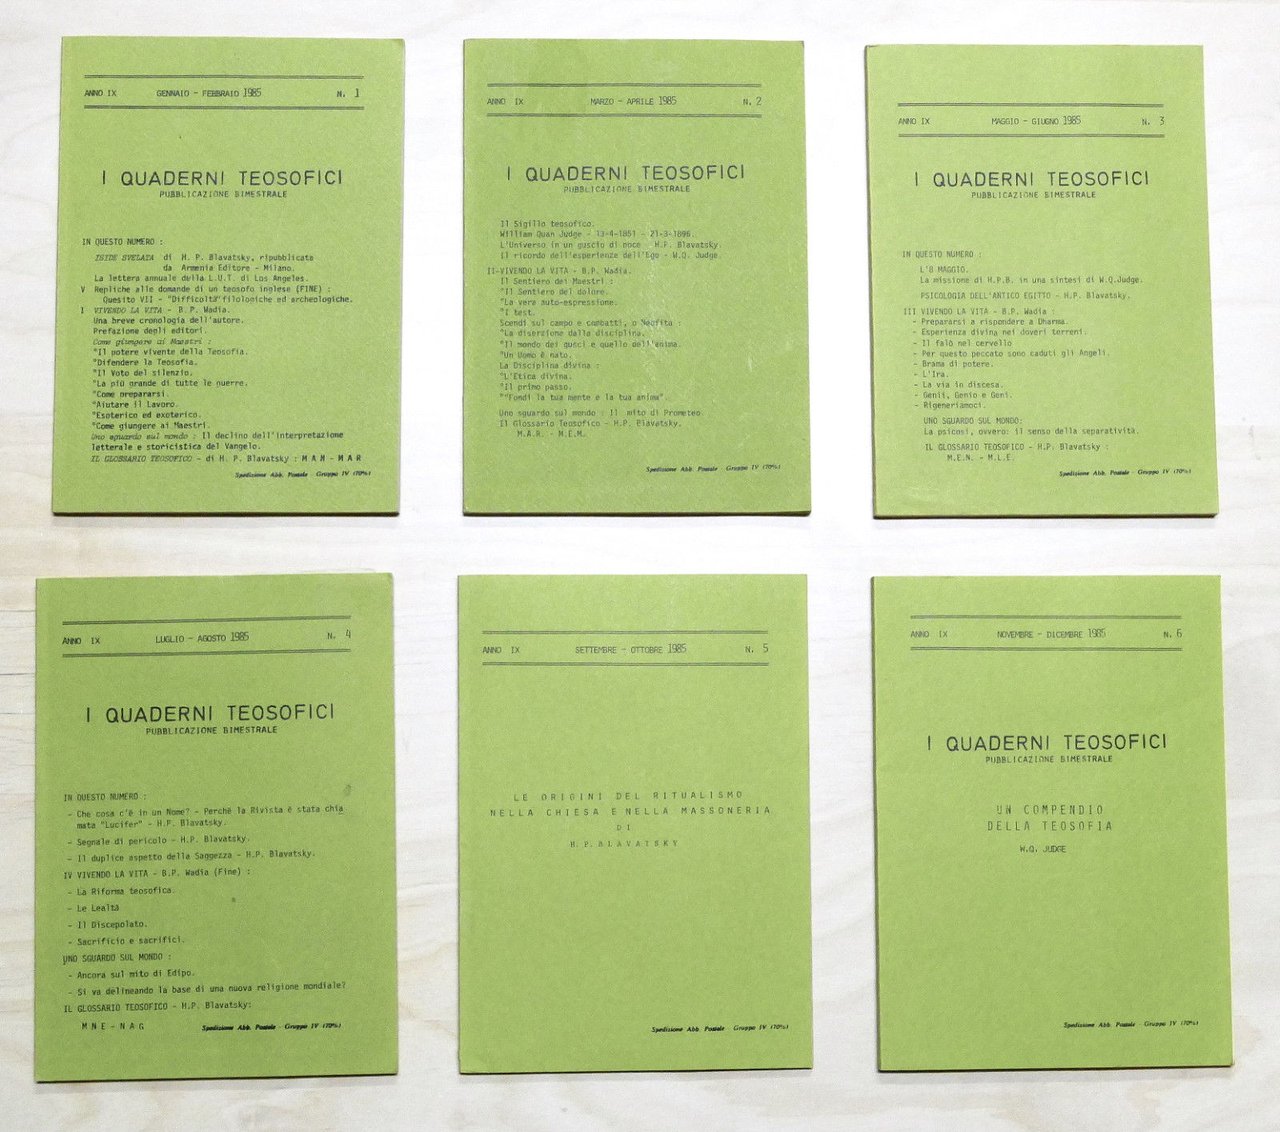 ANNO IX GENNAIO - FEBBRAIO 1985 N. 1
I QUADERNI TEOSOFICI
PUBBLICAZIONE BIMESTRALE
IN QUESTO NUMERO :
ISIDE SVELATA di H. P. Blavatsky, ripubblicata
da Armenia Editore - Milano.
La lettera annuale della L.U.T. di Los Angeles.
V Repliche alle domande di un teosofo inglese (FINE) :
Quesito VII - "Difficoltà"filologiche ed archeologiche.
I VIVENDO LA VITA - B.P. Wadia.
Una breve cronologia dell'autore.
Prefazione degli editori.
Come giungere ai Maestri :
°Il potere vivente della Teosofia.
°Difendere la Teosofia.
°Il Voto del silenzio.
°La più grande di tutte le guerre.
°Come prepararsi.
°Aiutare il Lavoro.
°Esoterico ed exoterico.
°Come giungere ai Maestri.
Uno sguardo sul mondo : Il declino dell'interpretazione
letterale e storicistica del Vangelo.
IL GLOSSARIO TEOSOFICO - di H. P. Blavatsky : M A N - M A R
Spedizione Abb. Postale - Gruppo IV (70%)
ANNO IX MARZO - APRILE 1985 N. 2
I QUADERNI TEOSOFICI
PUBBLICAZIONE BIMESTRALE
Il Sigillo teosofico.
William Quan Judge - 13-4-1851 - 21-3-1896.
L'Universo in un guscio di noce - H.P. Blavatsky.
Il ricordo dell'esperienze dell'Ego - W.Q. Judge.
II-VIVENDO LA VITA - B.P. Wadia.
Il Sentiero dei Maestri :
°Il Sentiero del dolore.
°La vera auto-espressione.
°I test.
Scendi sul campo e combatti, o Neofita :
°La diserzione dalla disciplina.
°Il mondo dei gusci e quello dell'anima.
°Un Uomo è nato.
La Disciplina divina :
°L'Etica divina.
°Il primo passo.
°"Fondi la tua mente e la tua anima".
Uno sguardo sul mondo : Il mito di Prometeo
Il Glossario Teosofico - H.P. Blavatsky.
M.A.R. - M.E.M.
Spedizione Abb. Postale - Gruppo IV (70%)
ANNO IX MAGGIO - GIUGNO 1985 N. 3
I QUADERNI TEOSOFICI
PUBBLICAZIONE BIMESTRALE
IN QUESTO NUMERO :
L'8 MAGGIO.
La missione di H.P.B. in una sintesi di W.Q.Judge.
PSICOLOGIA DELL'ANTICO EGITTO - H.P. Blavatsky.
III VIVENDO LA VITA - B.P. Wadia :
- Prepararsi a rispondere a Dharma.
- Esperienza divina nei doveri terreni.
- Il falò nel cervello
- Per questo peccato sono caduti gli Angeli.
- Brama di potere.
- L'Ira.
- La via in discesa.
- Genii, Genio e Geni.
- Rigeneriamoci.
UNO SGUARDO SUL MONDO:
La psicosi, ovvero: il senso della separatività.
IL GLOSSARIO TEOSOFICO - H.P. Blavatsky :
M.E.N. - M.L.E.
Spedizione Abb. Postale - Gruppo IV (70%)
ANNO IX LUGLIO - AGOSTO 1985 N. 4
I QUADERNI TEOSOFICI
PUBBLICAZIONE BIMESTRALE
IN QUESTO NUMERO :
- Che cosa c'è in un Nome? - Perchè la Rivista è stata chia
mata "Lucifer" - H.P. Blavatsky.
- Segnale di pericolo - H.P. Blavatsky.
- Il duplice aspetto della Saggezza - H.P. Blavatsky.
IV VIVENDO LA VITA - B.P. Wadia (Fine) :
- La Riforma teosofica.
- Le Lealtà
- Il Discepolato.
- Sacrificio e sacrifici.
UNO SGUARDO SUL MONDO :
- Ancora sul mito di Edipo.
- Si va delineando la base di una nuova religione mondiale?
IL GLOSSARIO TEOSOFICO - H.P. Blavatsky:
M N E - N A G
Spedizione Abb. Postale - Gruppo IV (70%)
ANNO IX SETTEMBRE - OTTOBRE 1985 N. 5
LE ORIGINI DEL RITUALISMO
NELLA CHIESA E NELLA MASSONERIA
DI
H.P.BLAVATSKY
Spedizione Abb. Postale - Gruppo IV (70%)
ANNO IX NOVEMBRE - DICEMBRE 1985 N. 6
I QUADERNI TEOSOFICI
PUBBLICAZIONE BIMESTRALE
UN COMPENDIO
DELLA TEOSOFIA
W.Q. JUDGE
Spedizione Abb. Postale - Gruppo IV (70%)